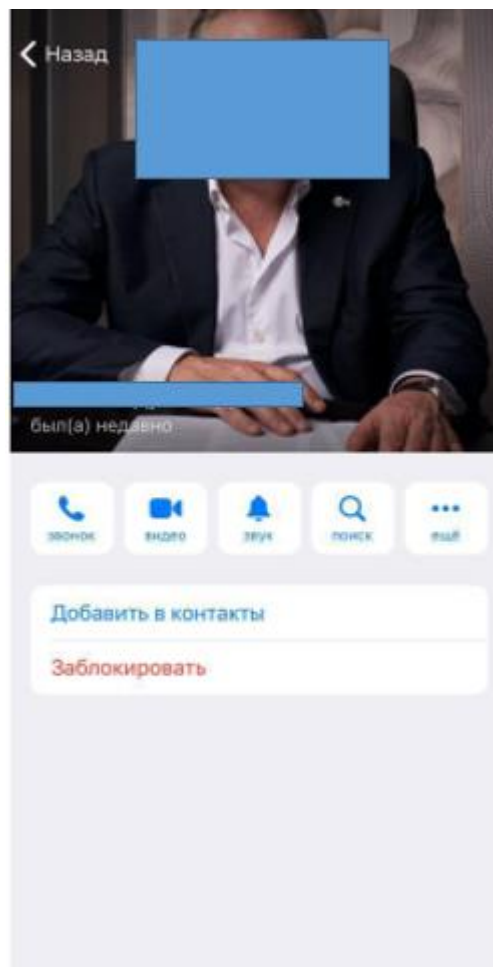 Назад
был(а) недавно
звонок
видео
звук
поиск
ещё
Добавить в контакты
Заблокировать